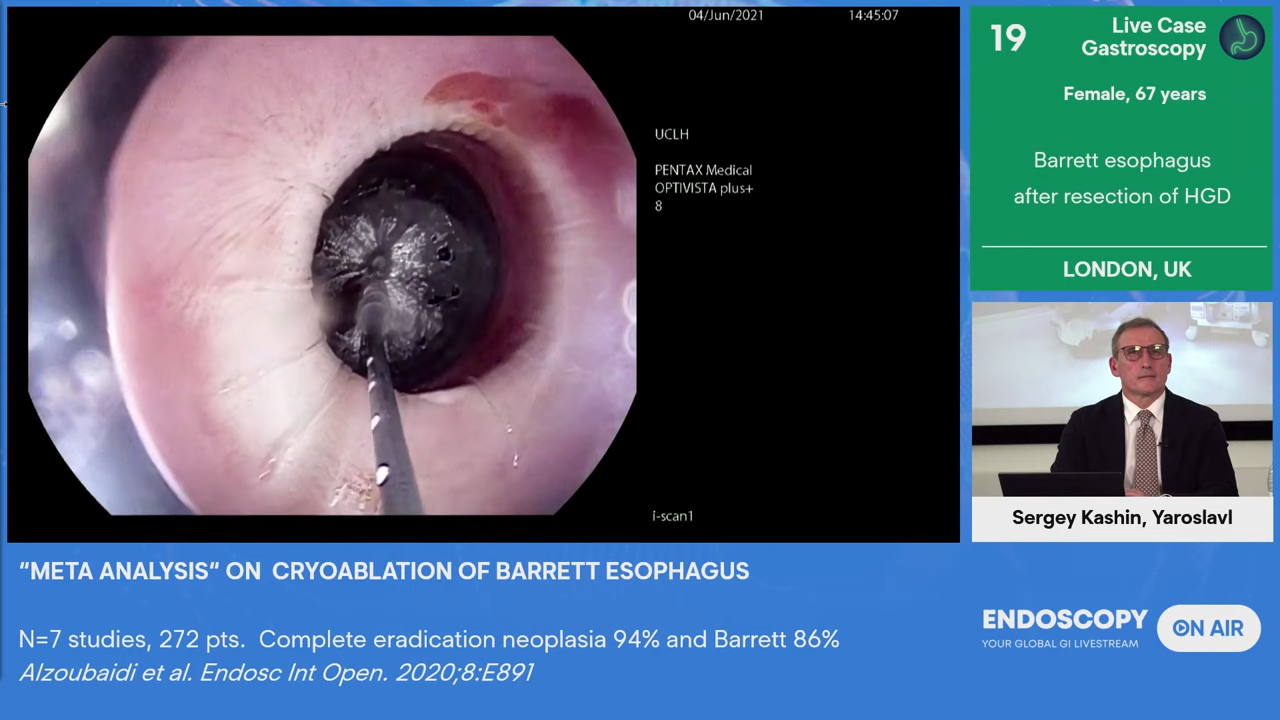 04/Jun/2021 14:45:07
UCLH
PENTAX Medical
OPTIVISTA plus+
8
i-scan1
19
Live Case
Gastroscopy
Female, 67 years
Barrett esophagus
after resection of HGD
LONDON, UK
Sergey Kashin, Yaroslavl
“META ANALYSIS“ ON CRYOABLATION OF BARRETT ESOPHAGUS
N=7 studies, 272 pts. Complete eradication neoplasia 94% and Barrett 86%
Alzoubaidi et al. Endosc Int Open. 2020;8:E891
ENDOSCOPY
YOUR GLOBAL GI LIVESTREAM
ON AIR